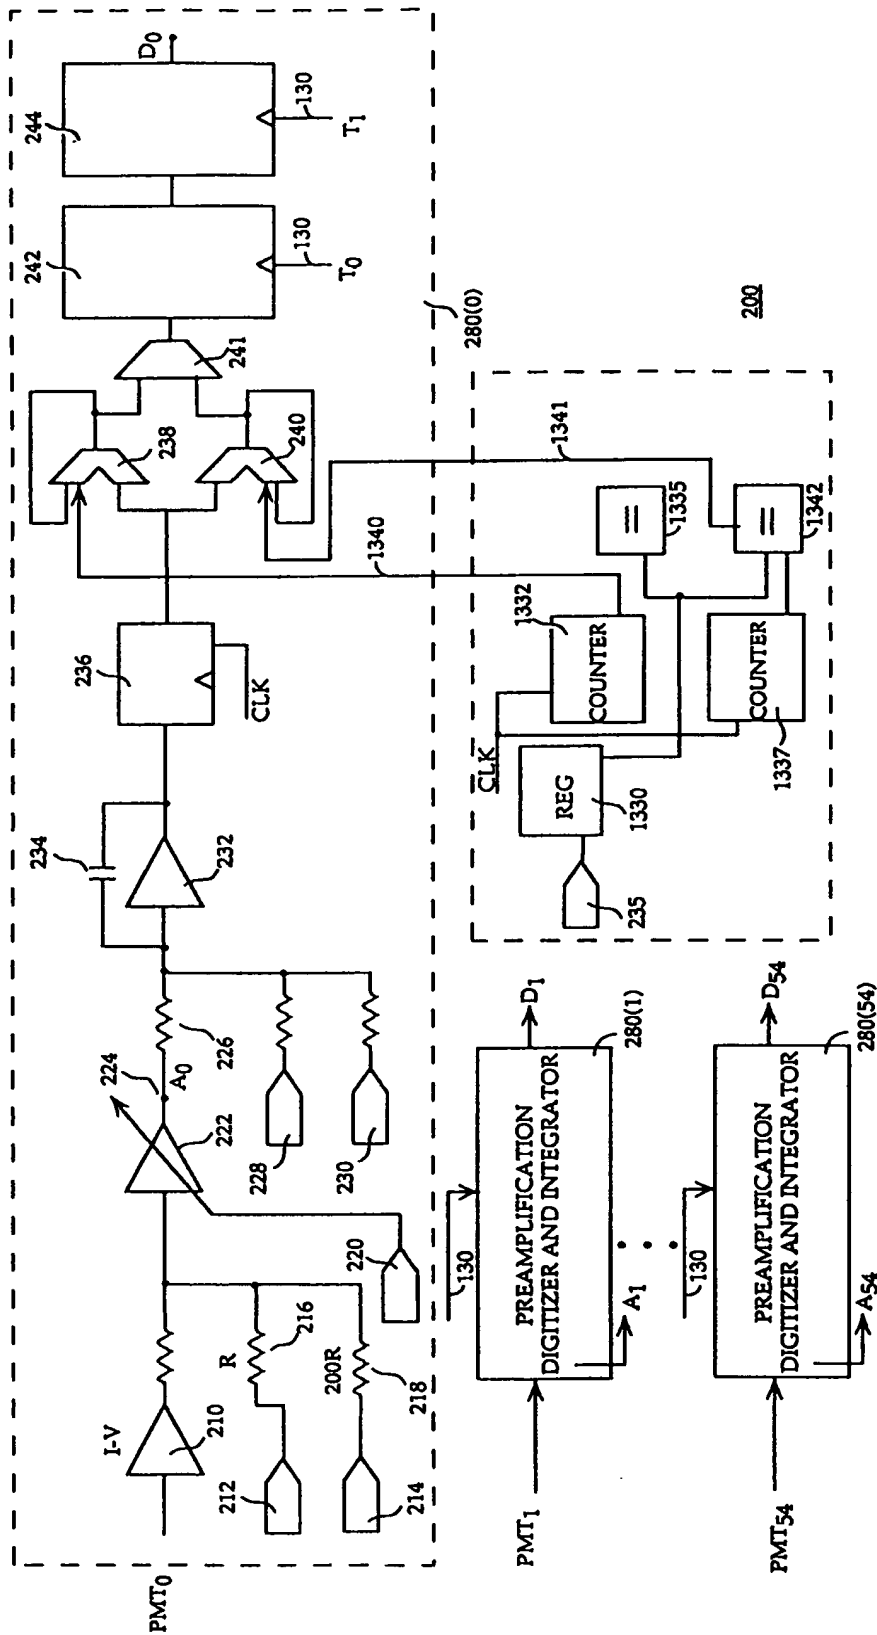 PMT0
I-V
210
212
214
R
216
200R
218
220
222
A0
224
226
228
230
232
234
236
CLK
238
240
241
242
130
T0
244
130
T1
D0
280(0)
200
235
REG
1330
CLK
COUNTER
1332
COUNTER
1337
=
1335
=
1342
1340
1341
PMT1
130
PREAMPLIFICATION
DIGITIZER AND INTEGRATOR
A1
D1
280(1)
PMT54
130
PREAMPLIFICATION
DIGITIZER AND INTEGRATOR
A54
D54
280(54)